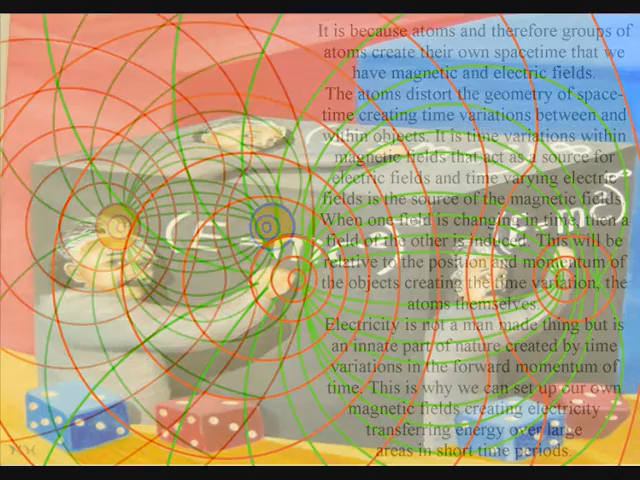 It is because atoms and therefore groups of
atoms create their own spacetime that we
have magnetic and electric fields.
The atoms distort the geometry of space-
time creating time variations between and
within objects. It is time variations within
magnetic fields that act as a source for
electric fields and time varying electric
fields is the source of the magnetic fields.
When one field is changing in time, then a
field of the other is induced. This will be
relative to the position and momentum of
the objects creating the time variation, the
atoms themselves.
Electricity is not a man made thing but is
an innate part of nature created by time
variations in the forward momentum of
time. This is why we can set up our own
magnetic fields creating electricity
transferring energy over large
areas in short time periods.